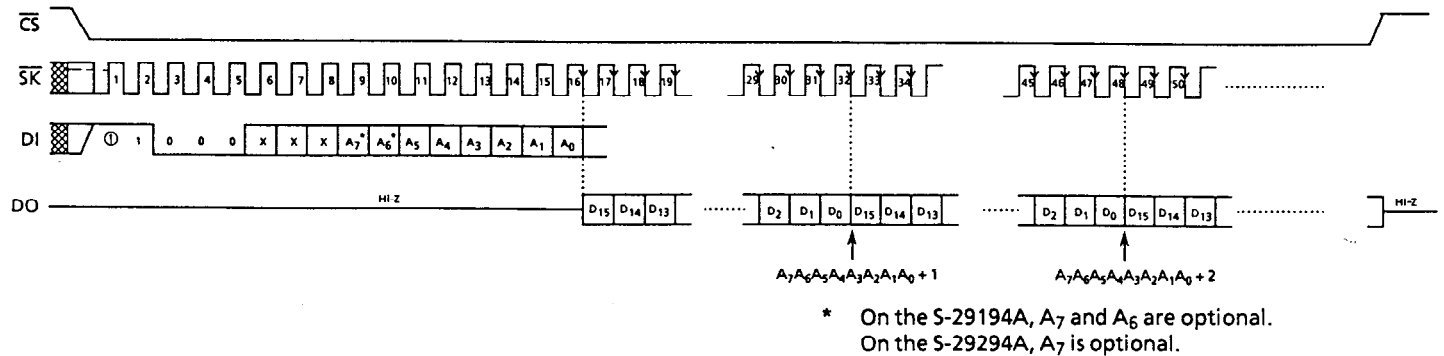 CS
SK 1 2 3 4 5 6 7 8 9 10 11 12 13 14 15 16 17 18 19 29 30 31 32 33 34 45 46 47 48 49 50
DI ① 1 0 0 0 X X X A7* A6* A5 A4 A3 A2 A1 A0
DO HI-Z D15 D14 D13 D2 D1 D0 D15 D14 D13 D2 D1 D0 D15 D14 D13 HI-Z
A7A6A5A4A3A2A1A0 + 1 A7A6A5A4A3A2A1A0 + 2
* On the S-29194A, A7 and A6 are optional.
On the S-29294A, A7 is optional.